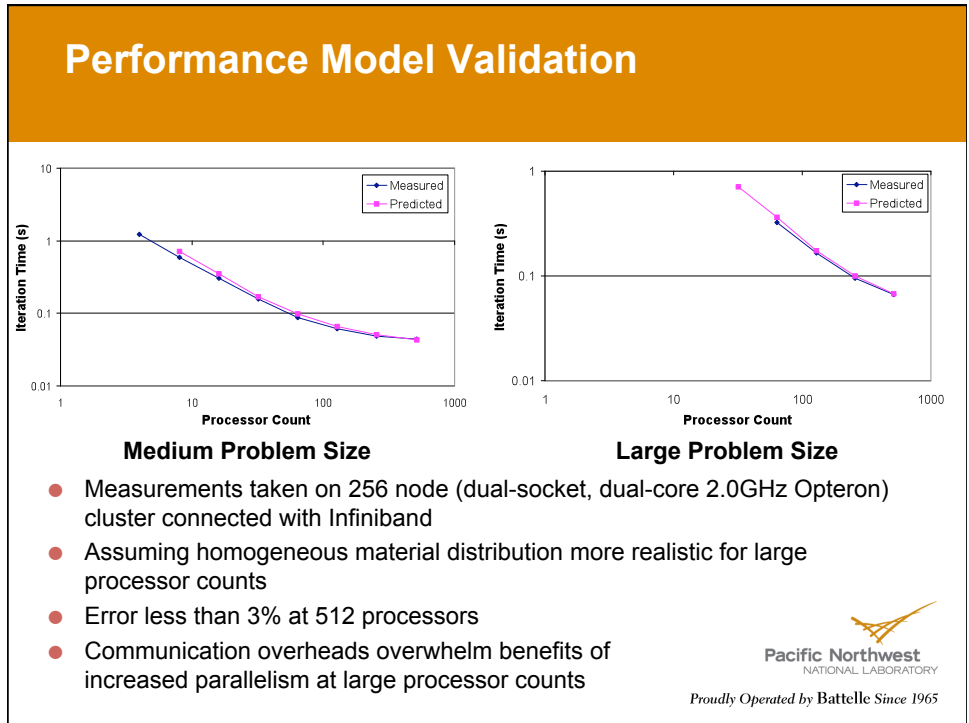 Performance Model Validation
10
1
0.1
0.01
1
10
100
1000
Iteration Time (s)
Processor Count
Measured
Predicted
Medium Problem Size
1
0.1
0.01
1
10
100
1000
Iteration Time (s)
Processor Count
Measured
Predicted
Large Problem Size
Measurements taken on 256 node (dual-socket, dual-core 2.0GHz Opteron)
cluster connected with Infiniband
Assuming homogeneous material distribution more realistic for large
processor counts
Error less than 3% at 512 processors
Communication overheads overwhelm benefits of
increased parallelism at large processor counts
Pacific Northwest
NATIONAL LABORATORY
Proudly Operated by Battelle Since 1965